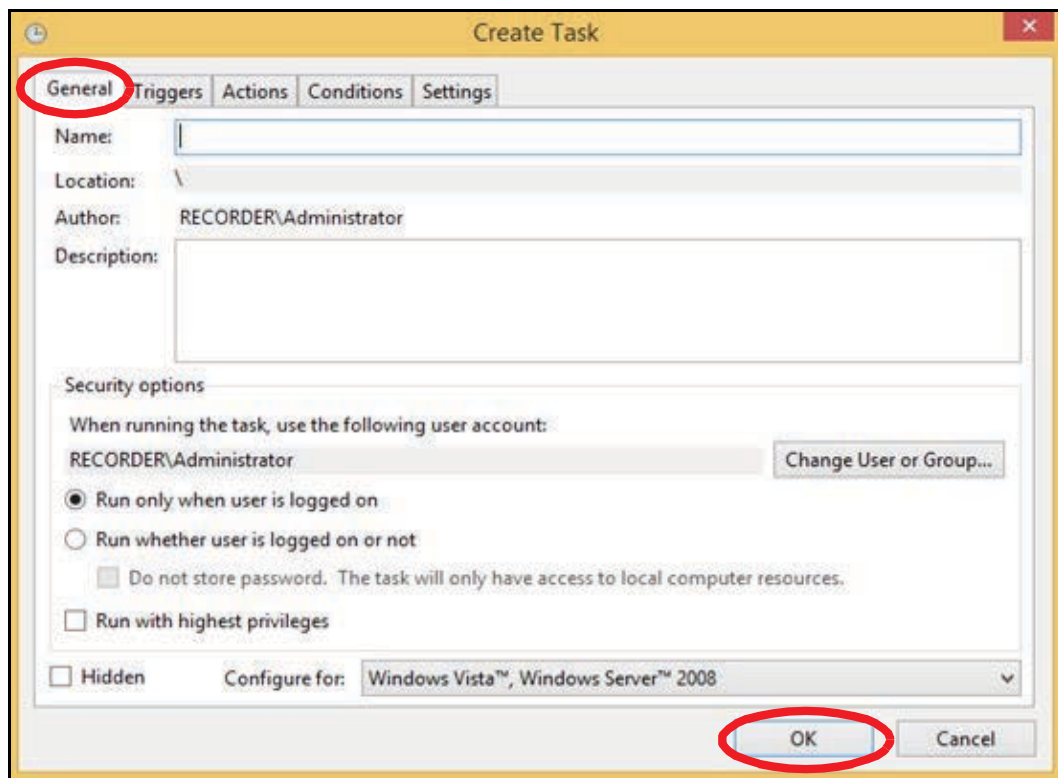 Create Task
General Triggers Actions Conditions Settings
Name:
Location: \
Author: RECORDER\Administrator
Description:
Security options
When running the task, use the following user account:
RECORDER\Administrator Change User or Group...
Run only when user is logged on
Run whether user is logged on or not
Do not store password. The task will only have access to local computer resources.
Run with highest privileges
Hidden Configure for: Windows Vista™, Windows Server™ 2008
OK Cancel